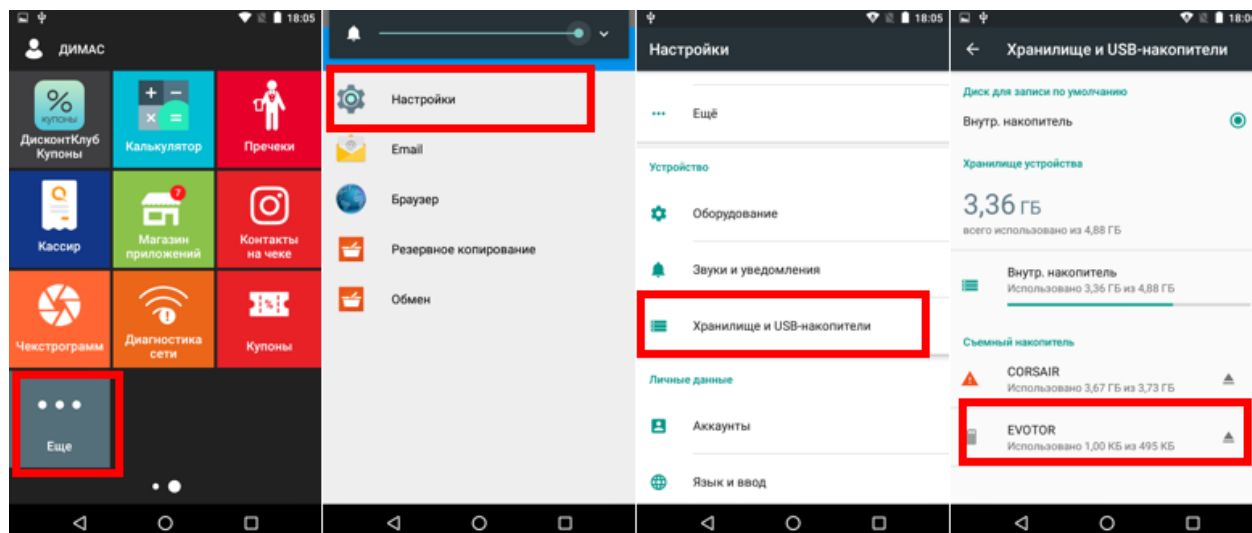 18:05
ДИМАС
%
купоны
ДисконтКлуб
Купоны
Калькулятор
Пречеки
Кассир
7
Магазин
приложений
Контакты
на чеке
Чекстрограмм
Диагностика
сети
Купоны
Еще
Настройки
Email
Браузер
Резервное копирование
Обмен
18:05
Настройки
Ещё
Устройство
Оборудование
Звуки и уведомления
Хранилище и USB-накопители
Личные данные
Аккаунты
Язык и ввод
Хранилище и USB-накопители
Диск для записи по умолчанию
Внутр. накопитель
Хранилище устройства
3,36 ГБ
всего использовано из 4,88 ГБ
Внутр. накопитель
Использовано 3,36 ГБ из 4,88 ГБ
Съемный накопитель
CORSAIR
Использовано 3,67 ГБ из 3,73 ГБ
EVOTOR
Использовано 1,00 КБ из 495 КБ